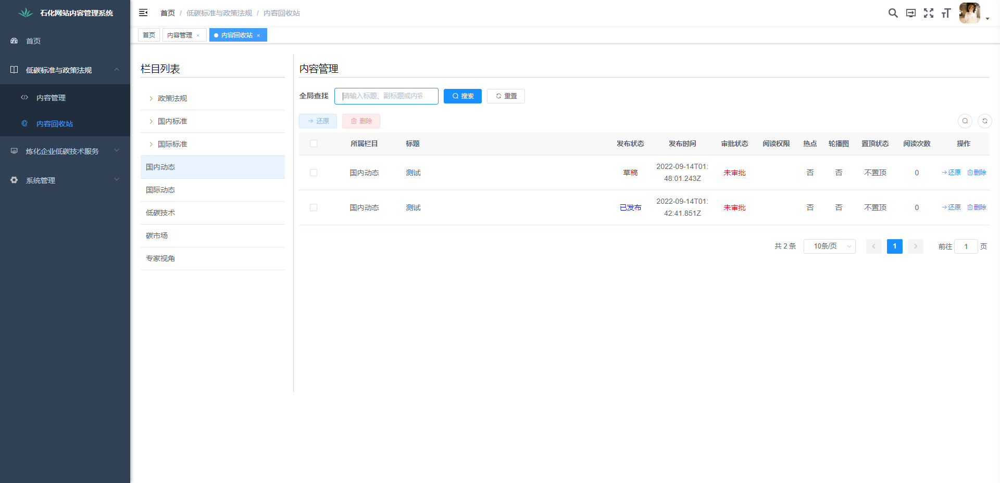 石化网站内容管理系统
首页
低碳标准与政策法规
内容管理
内容回收站
炼化企业低碳技术服务
系统管理
首页 / 低碳标准与政策法规 / 内容回收站
首页 内容管理 × 内容回收站 ×
栏目列表
政策法规
国内标准
国际标准
国内动态
国际动态
低碳技术
碳市场
专家视角
内容管理
全局查找 请输入标题、副标题或内容 搜索 重置
还原 删除
所属栏目 标题 发布状态 发布时间 审批状态 阅读权限 热点 轮播图 置顶状态 阅读次数 操作
国内动态 测试 草稿 2022-09-14T01:48:01.243Z 未审批 否 否 不置顶 0 还原 删除
国内动态 测试 已发布 2022-09-14T01:42:41.851Z 未审批 否 否 不置顶 0 还原 删除
共 2 条 10条/页 1 前往 1 页